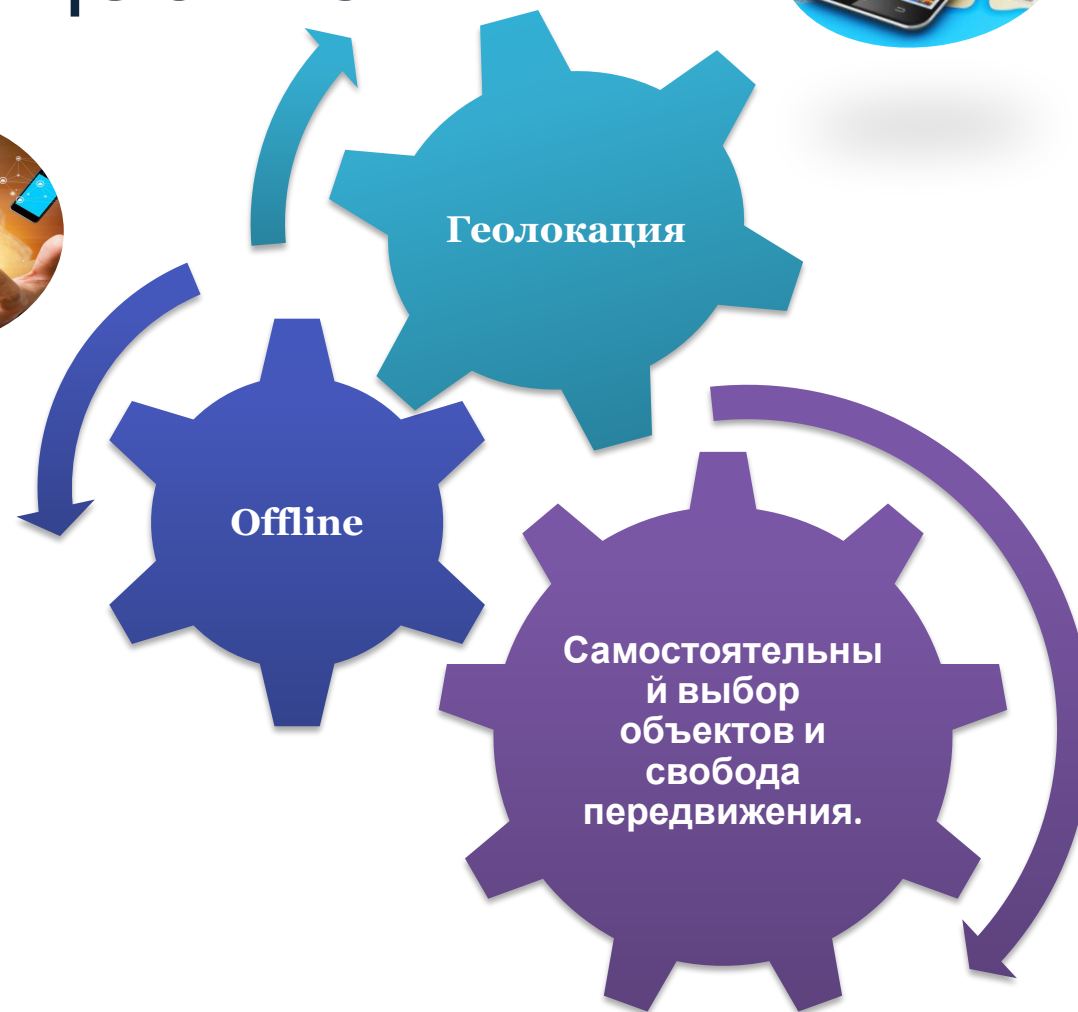 Геолокация
Offline
Самостоятельны
й выбор
объектов и
свобода
передвижения.